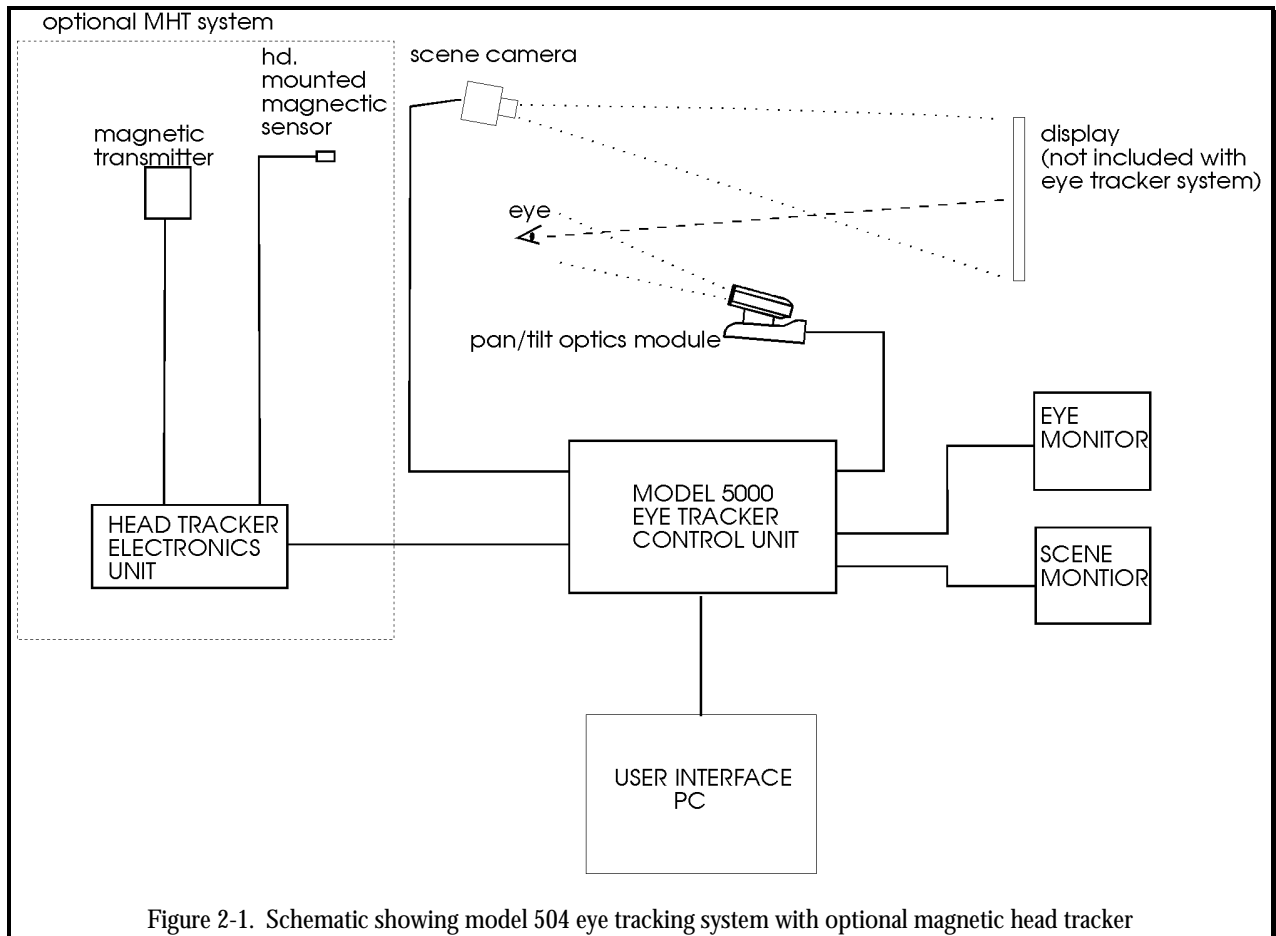 optional MHT system
hd.
mounted
magnectic
sensor
magnetic
transmitter
scene camera
display
(not included with
eye tracker system)
eye
pan/tilt optics module
EYE
MONITOR
MODEL 5000
EYE TRACKER
CONTROL UNIT
HEAD TRACKER
ELECTRONICS
UNIT
SCENE
MONTIOR
USER INTERFACE
PC
Figure 2-1. Schematic showing model 504 eye tracking system with optional magnetic head tracker